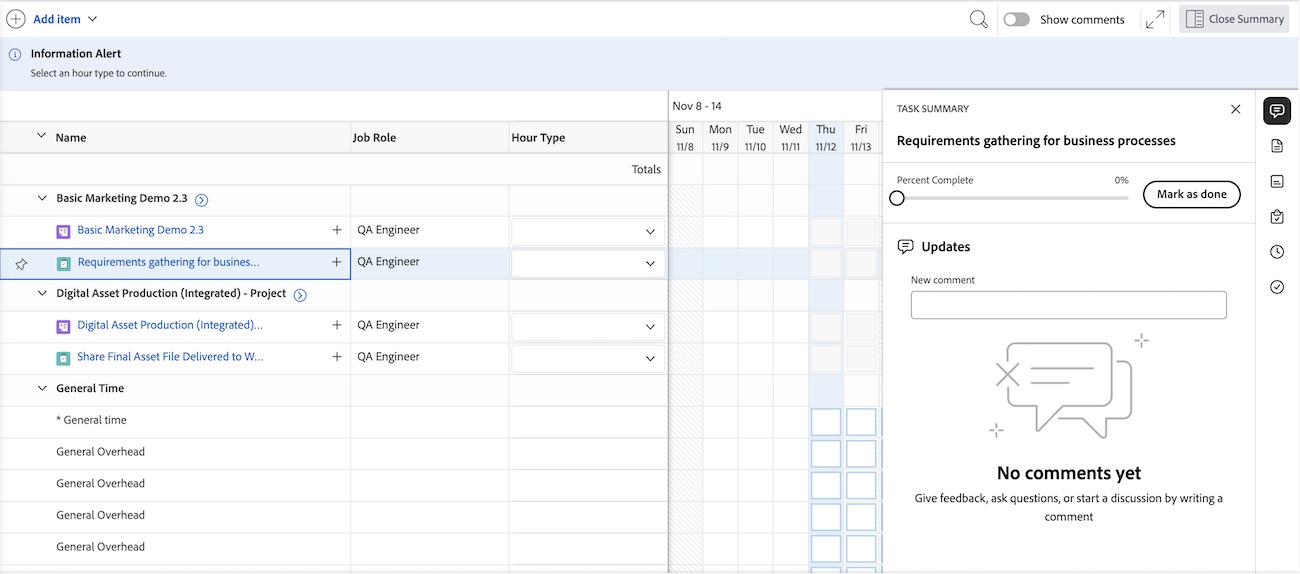 Add item
Show comments
Close Summary
Information Alert
Select an hour type to continue.
Nov 8 - 14
Name
Job Role
Hour Type
Sun
Mon
Tue
Wed
Thu
Fri
11/8
11/9
11/10
11/11
11/12
11/13
Totals
Basic Marketing Demo 2.3
Basic Marketing Demo 2.3
QA Engineer
Requirements gathering for busines...
QA Engineer
Digital Asset Production (Integrated) - Project
Digital Asset Production (Integrated)...
QA Engineer
Share Final Asset File Delivered to W...
QA Engineer
General Time
* General time
General Overhead
General Overhead
General Overhead
General Overhead
TASK SUMMARY
Requirements gathering for business processes
Percent Complete
0%
Mark as done
Updates
New comment
No comments yet
Give feedback, ask questions, or start a discussion by writing a
comment